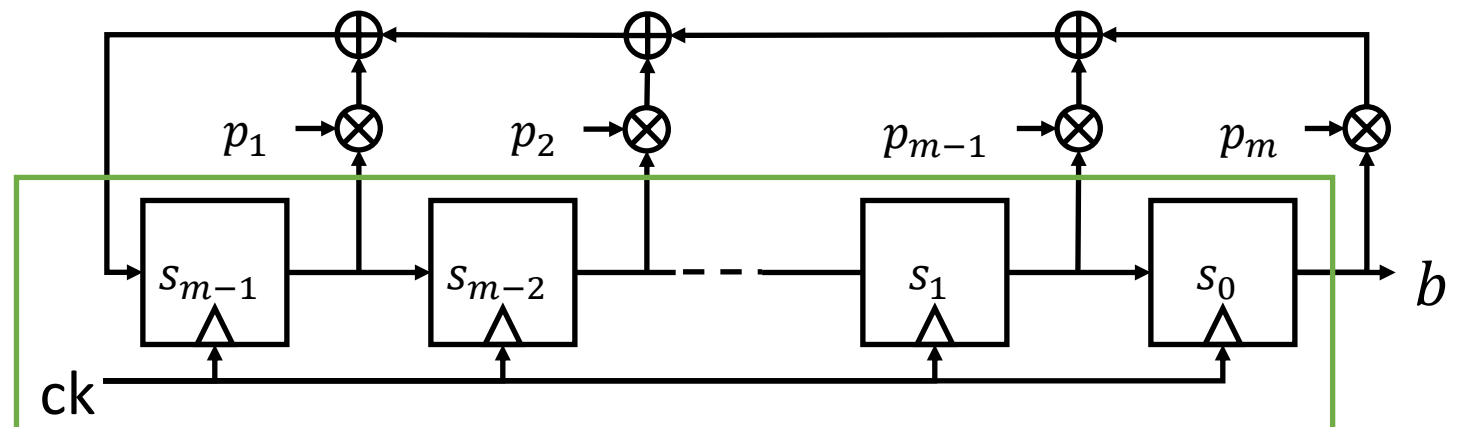 p₁ p₂ pₘ₋₁ pₘ
sₘ₋₁ sₘ₋₂ s₁ s₀ b
ck